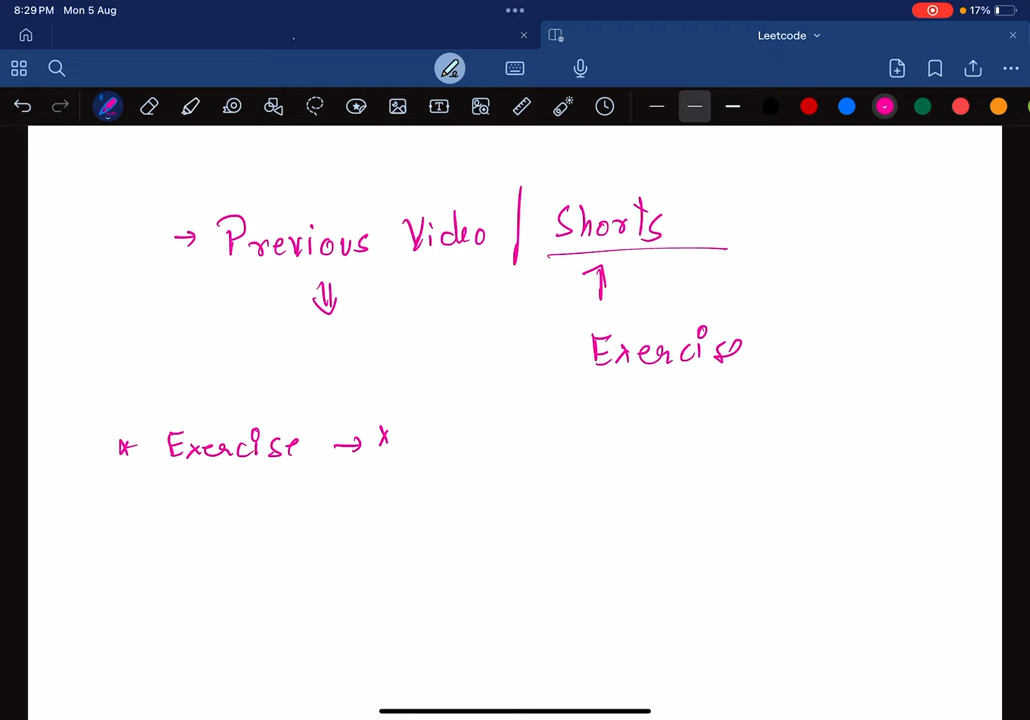 8:29 PM Mon 5 Aug
17%
Leetcode
→ Previous Video | Shorts
Exercise
* Exercise → x